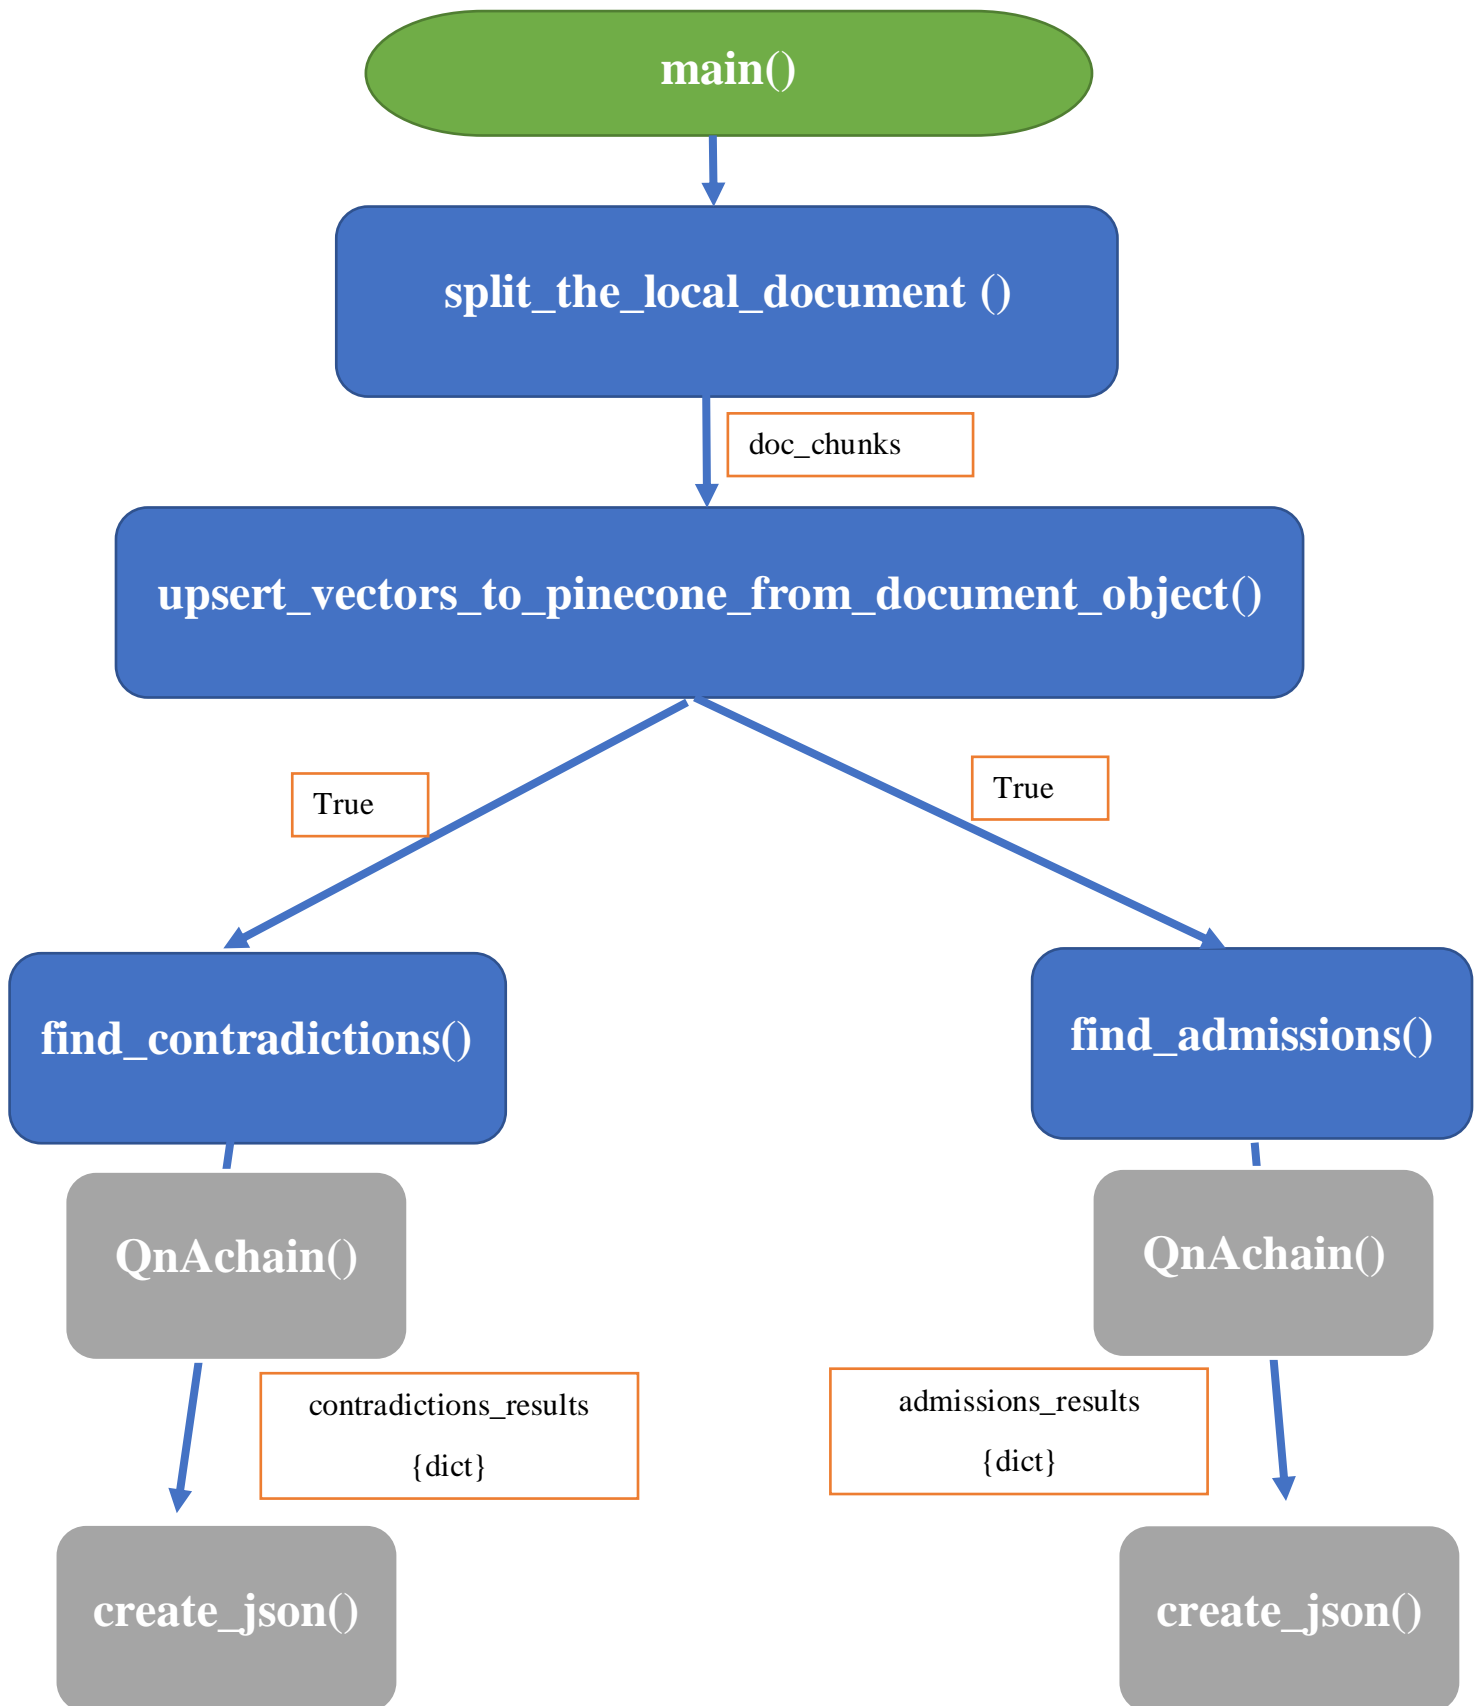 main()
split_the_local_document ()
doc_chunks
upsert_vectors_to_pinecone_from_document_object()
True
True
find_contradictions()
find_admissions()
QnAchain()
QnAchain()
contradictions_results
{dict}
admissions_results
{dict}
create_json()
create_json()